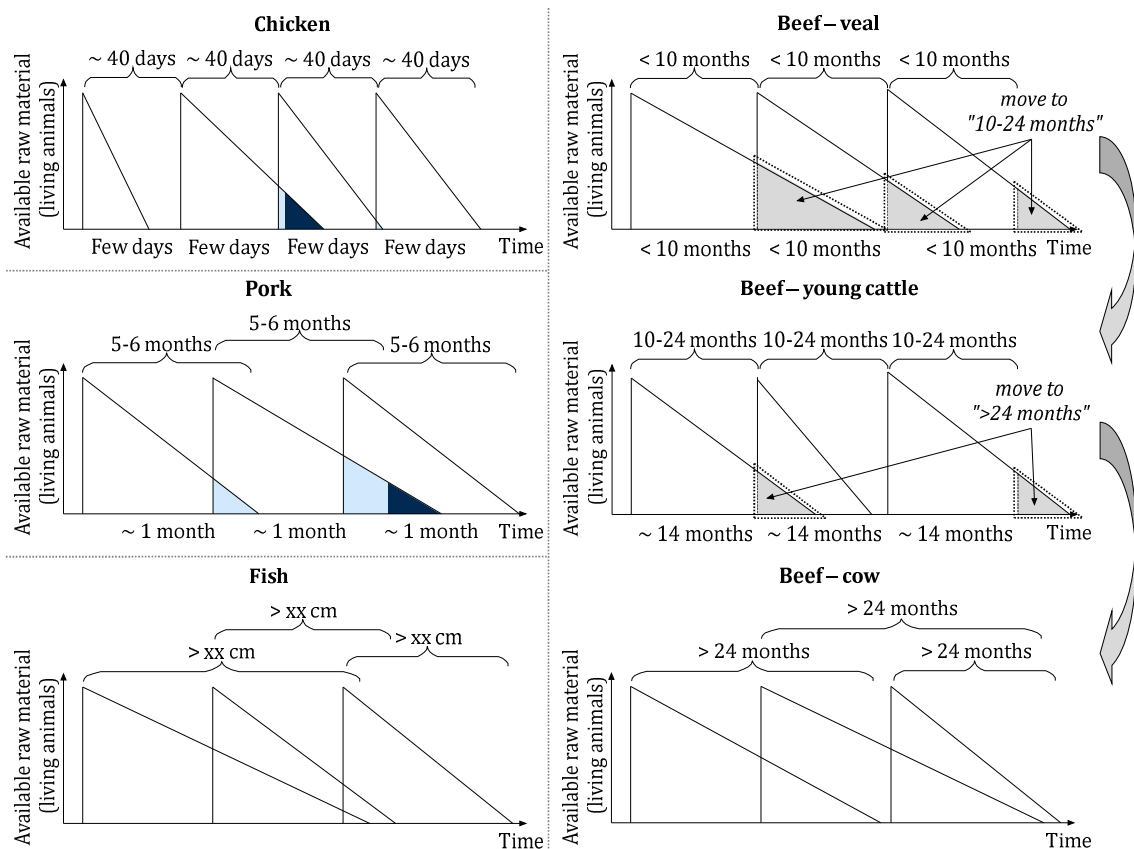 Chicken
~ 40 days ~ 40 days ~ 40 days ~ 40 days
Available raw material
(living animals)
Few days Few days Few days Few days Time
Pork
5-6 months
5-6 months 5-6 months
Available raw material
(living animals)
~ 1 month ~ 1 month ~ 1 month Time
Fish
> xx cm
> xx cm > xx cm
Available raw material
(living animals)
Time
Beef – veal
< 10 months < 10 months < 10 months
move to
"10-24 months"
Available raw material
(living animals)
< 10 months < 10 months < 10 months Time
Beef – young cattle
10-24 months 10-24 months 10-24 months
move to
">24 months"
Available raw material
(living animals)
~ 14 months ~ 14 months ~ 14 months Time
Beef – cow
> 24 months
> 24 months > 24 months
Available raw material
(living animals)
Time